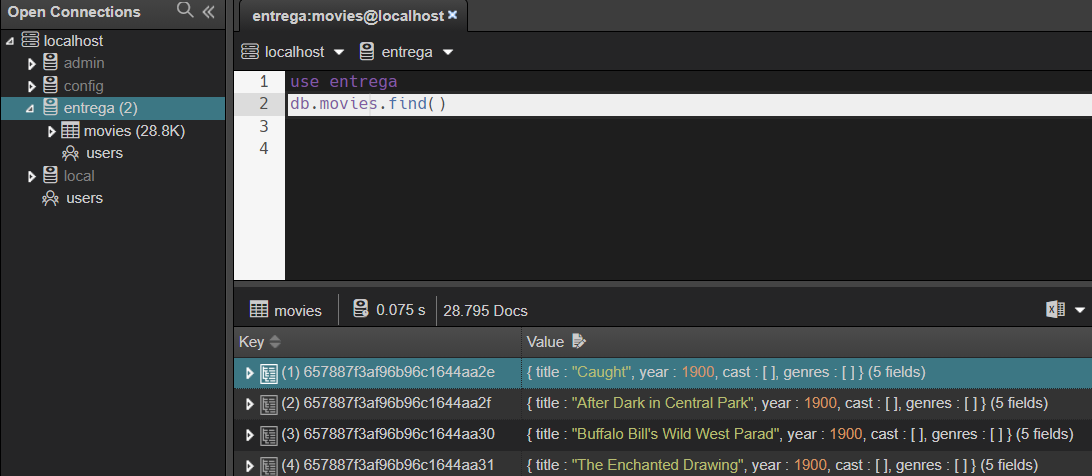 Open Connections
localhost
admin
config
entrega (2)
movies (28.8K)
users
local
users
entrega:movies@localhost
localhost entrega
1 use entrega
2 db.movies.find()
3
4
movies 0.075 s 28.795 Docs
Key Value
(1) 657887f3af96b96c1644aa2e { title : "Caught", year : 1900, cast : [ ], genres : [ ] } (5 fields)
(2) 657887f3af96b96c1644aa2f { title : "After Dark in Central Park", year : 1900, cast : [ ], genres : [ ] } (5 fields)
(3) 657887f3af96b96c1644aa30 { title : "Buffalo Bill's Wild West Parad", year : 1900, cast : [ ], genres : [ ] } (5 fields)
(4) 657887f3af96b96c1644aa31 { title : "The Enchanted Drawing", year : 1900, cast : [ ], genres : [ ] } (5 fields)